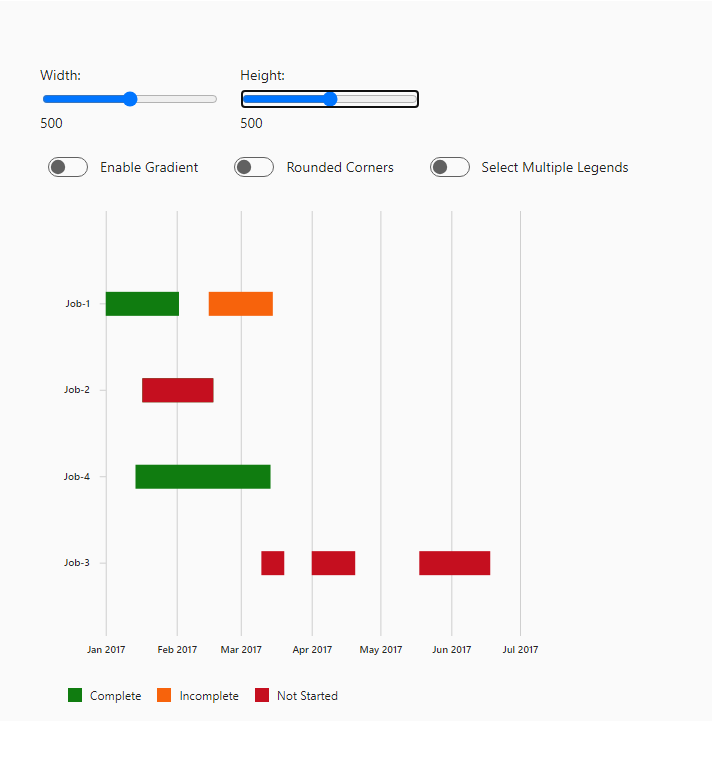 Width: Height:
500 500
Enable Gradient Rounded Corners Select Multiple Legends
Job-1
Job-2
Job-4
Job-3
Jan 2017 Feb 2017 Mar 2017 Apr 2017 May 2017 Jun 2017 Jul 2017
Complete Incomplete Not Started